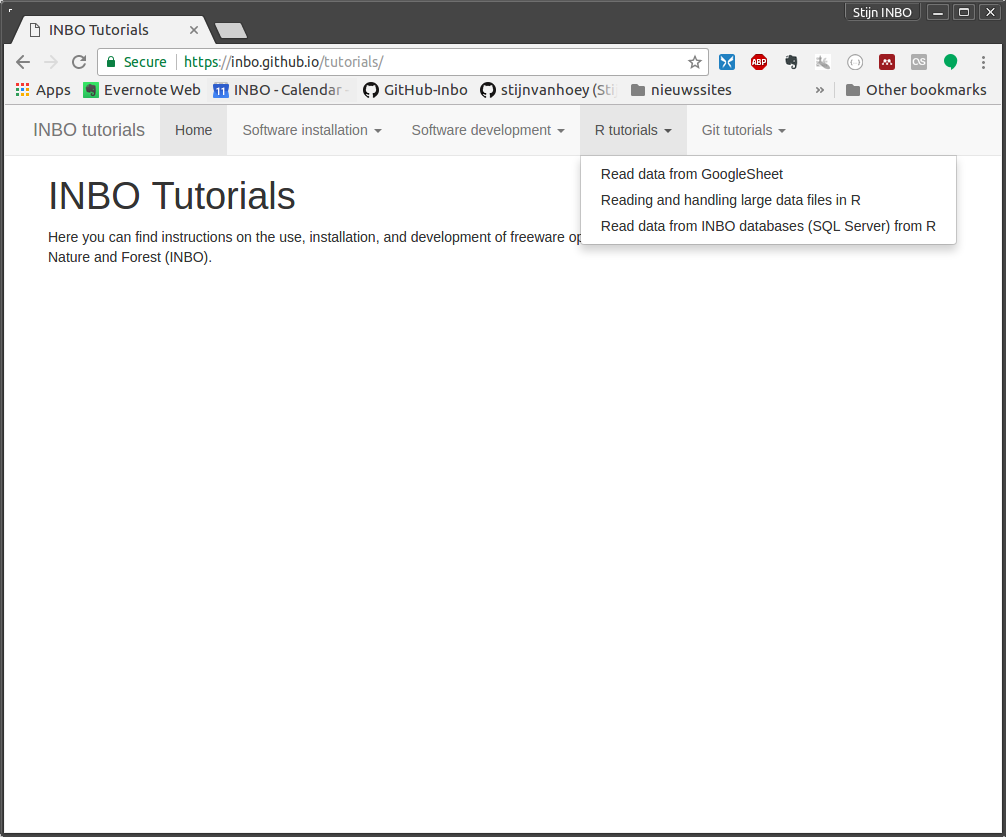 Stijn INBO
INBO Tutorials
Secure https://inbo.github.io/tutorials/
ABP
Apps Evernote Web 11 INBO - Calendar - GitHub-Inbo stijnvanhoey (Sti nieuwssites » Other bookmarks
INBO tutorials Home Software installation Software development R tutorials Git tutorials
Read data from GoogleSheet
Reading and handling large data files in R
Read data from INBO databases (SQL Server) from R
INBO Tutorials
Here you can find instructions on the use, installation, and development of freeware op
Nature and Forest (INBO).